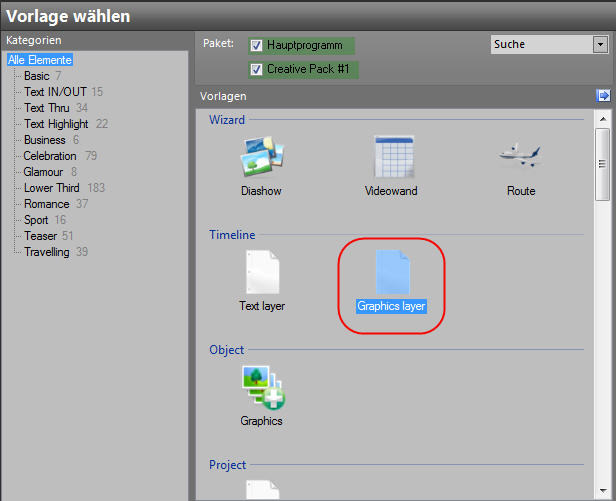 Vorlage wählen
Kategorien
Alle Elemente
Basic 7
Text IN/OUT 15
Text Thru 34
Text Highlight 22
Business 6
Celebration 79
Glamour 8
Lower Third 183
Romance 37
Sport 16
Teaser 51
Travelling 39
Paket:
Hauptprogramm
Creative Pack #1
Suche
Vorlagen
Wizard
Diashow
Videowand
Route
Timeline
Text layer
Graphics layer
Object
Graphics
Project